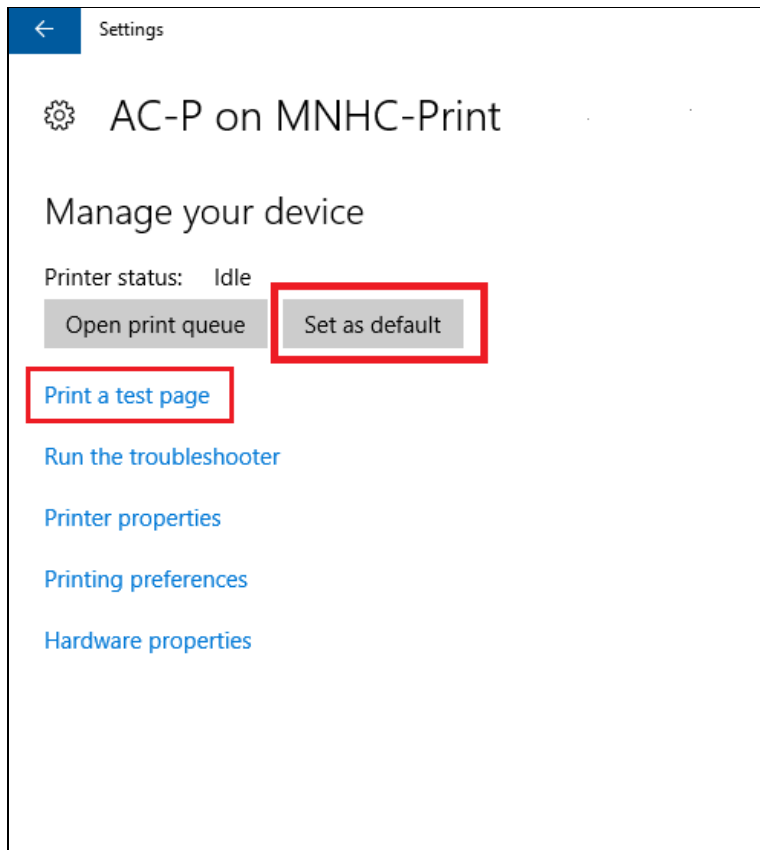 Settings
AC-P on MNHC-Print
Manage your device
Printer status: Idle
Open print queue Set as default
Print a test page
Run the troubleshooter
Printer properties
Printing preferences
Hardware properties